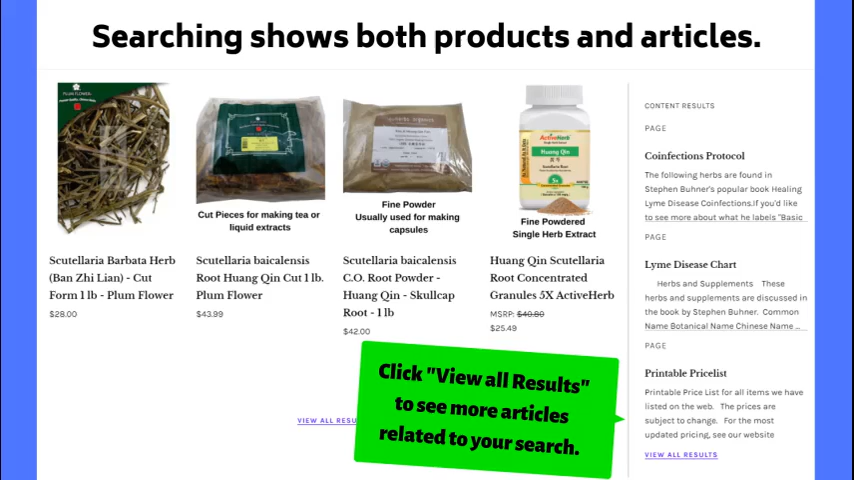 Searching shows both products and articles.
PLUM FLOWER
Cut Pieces for making tea or
liquid extracts
Fine Powder
Usually used for making
capsules
ActiveHerb
Huang Qin
5x
Fine Powdered
Single Herb Extract
Scutellaria Barbata Herb
(Ban Zhi Lian) - Cut
Form 1 lb - Plum Flower
$28.00
Scutellaria baicalensis
Root Huang Qin Cut 1 lb.
Plum Flower
$43.99
Scutellaria baicalensis
C.O. Root Powder -
Huang Qin - Skullcap
Root - 1 lb
$42.00
Huang Qin Scutellaria
Root Concentrated
Granules 5X ActiveHerb
MSRP: $40.80
$25.49
VIEW ALL RESU
Click "View all Results"
to see more articles
related to your search.
CONTENT RESULTS
PAGE
Coinfections Protocol
The following herbs are found in
Stephen Buhner's popular book Healing
Lyme Disease Coinfections.If you'd like
to see more about what he labels "Basic
PAGE
Lyme Disease Chart
Herbs and Supplements These
herbs and supplements are discussed in
the book by Stephen Buhner. Common
Name Botanical Name Chinese Name ...
PAGE
Printable Pricelist
Printable Price List for all items we have
listed on the web. The prices are
subject to change. For the most
updated pricing, see our website
VIEW ALL RESULTS